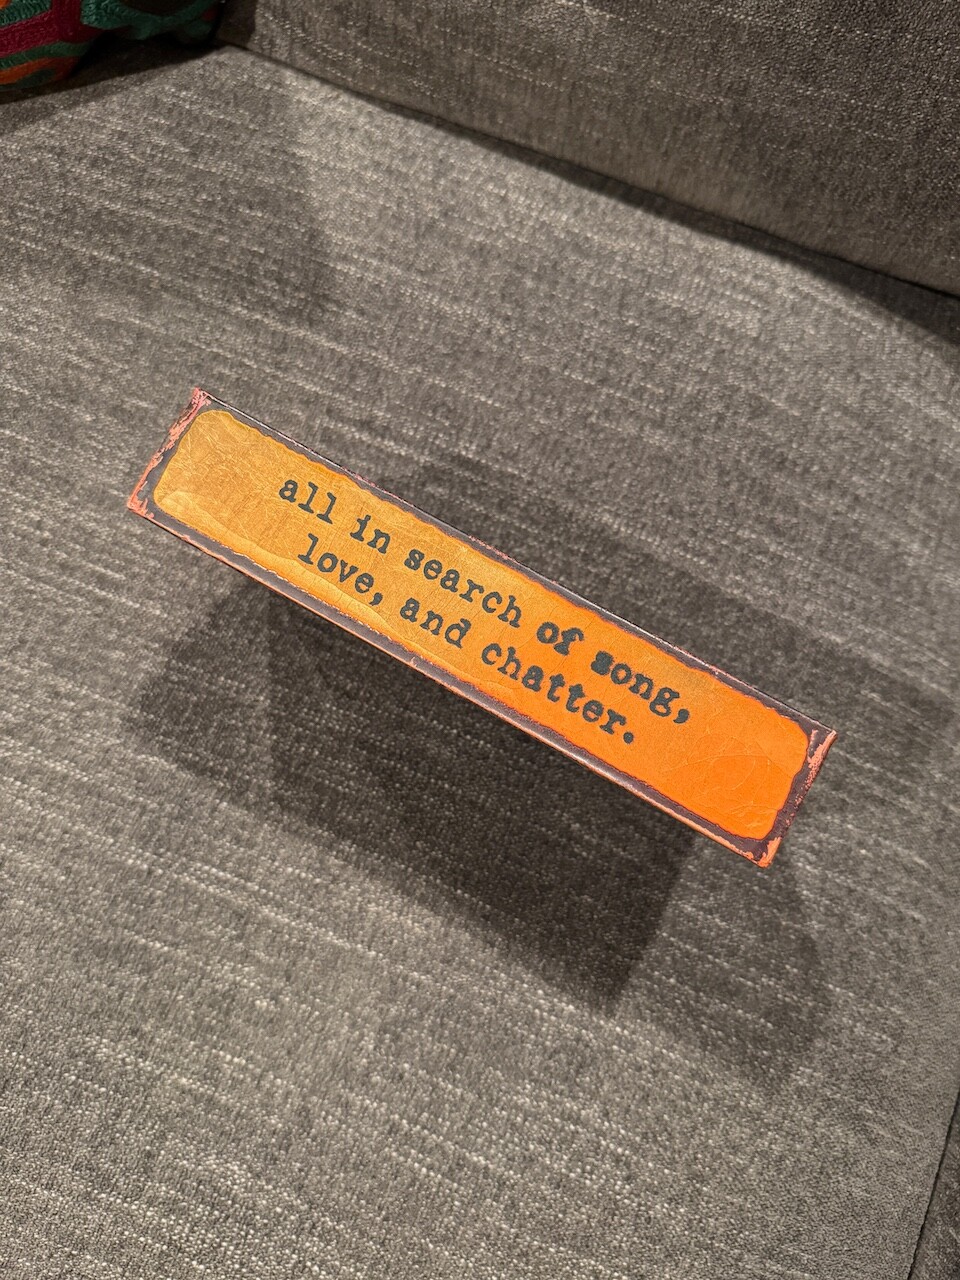 all in search of song,
love, and chatter.